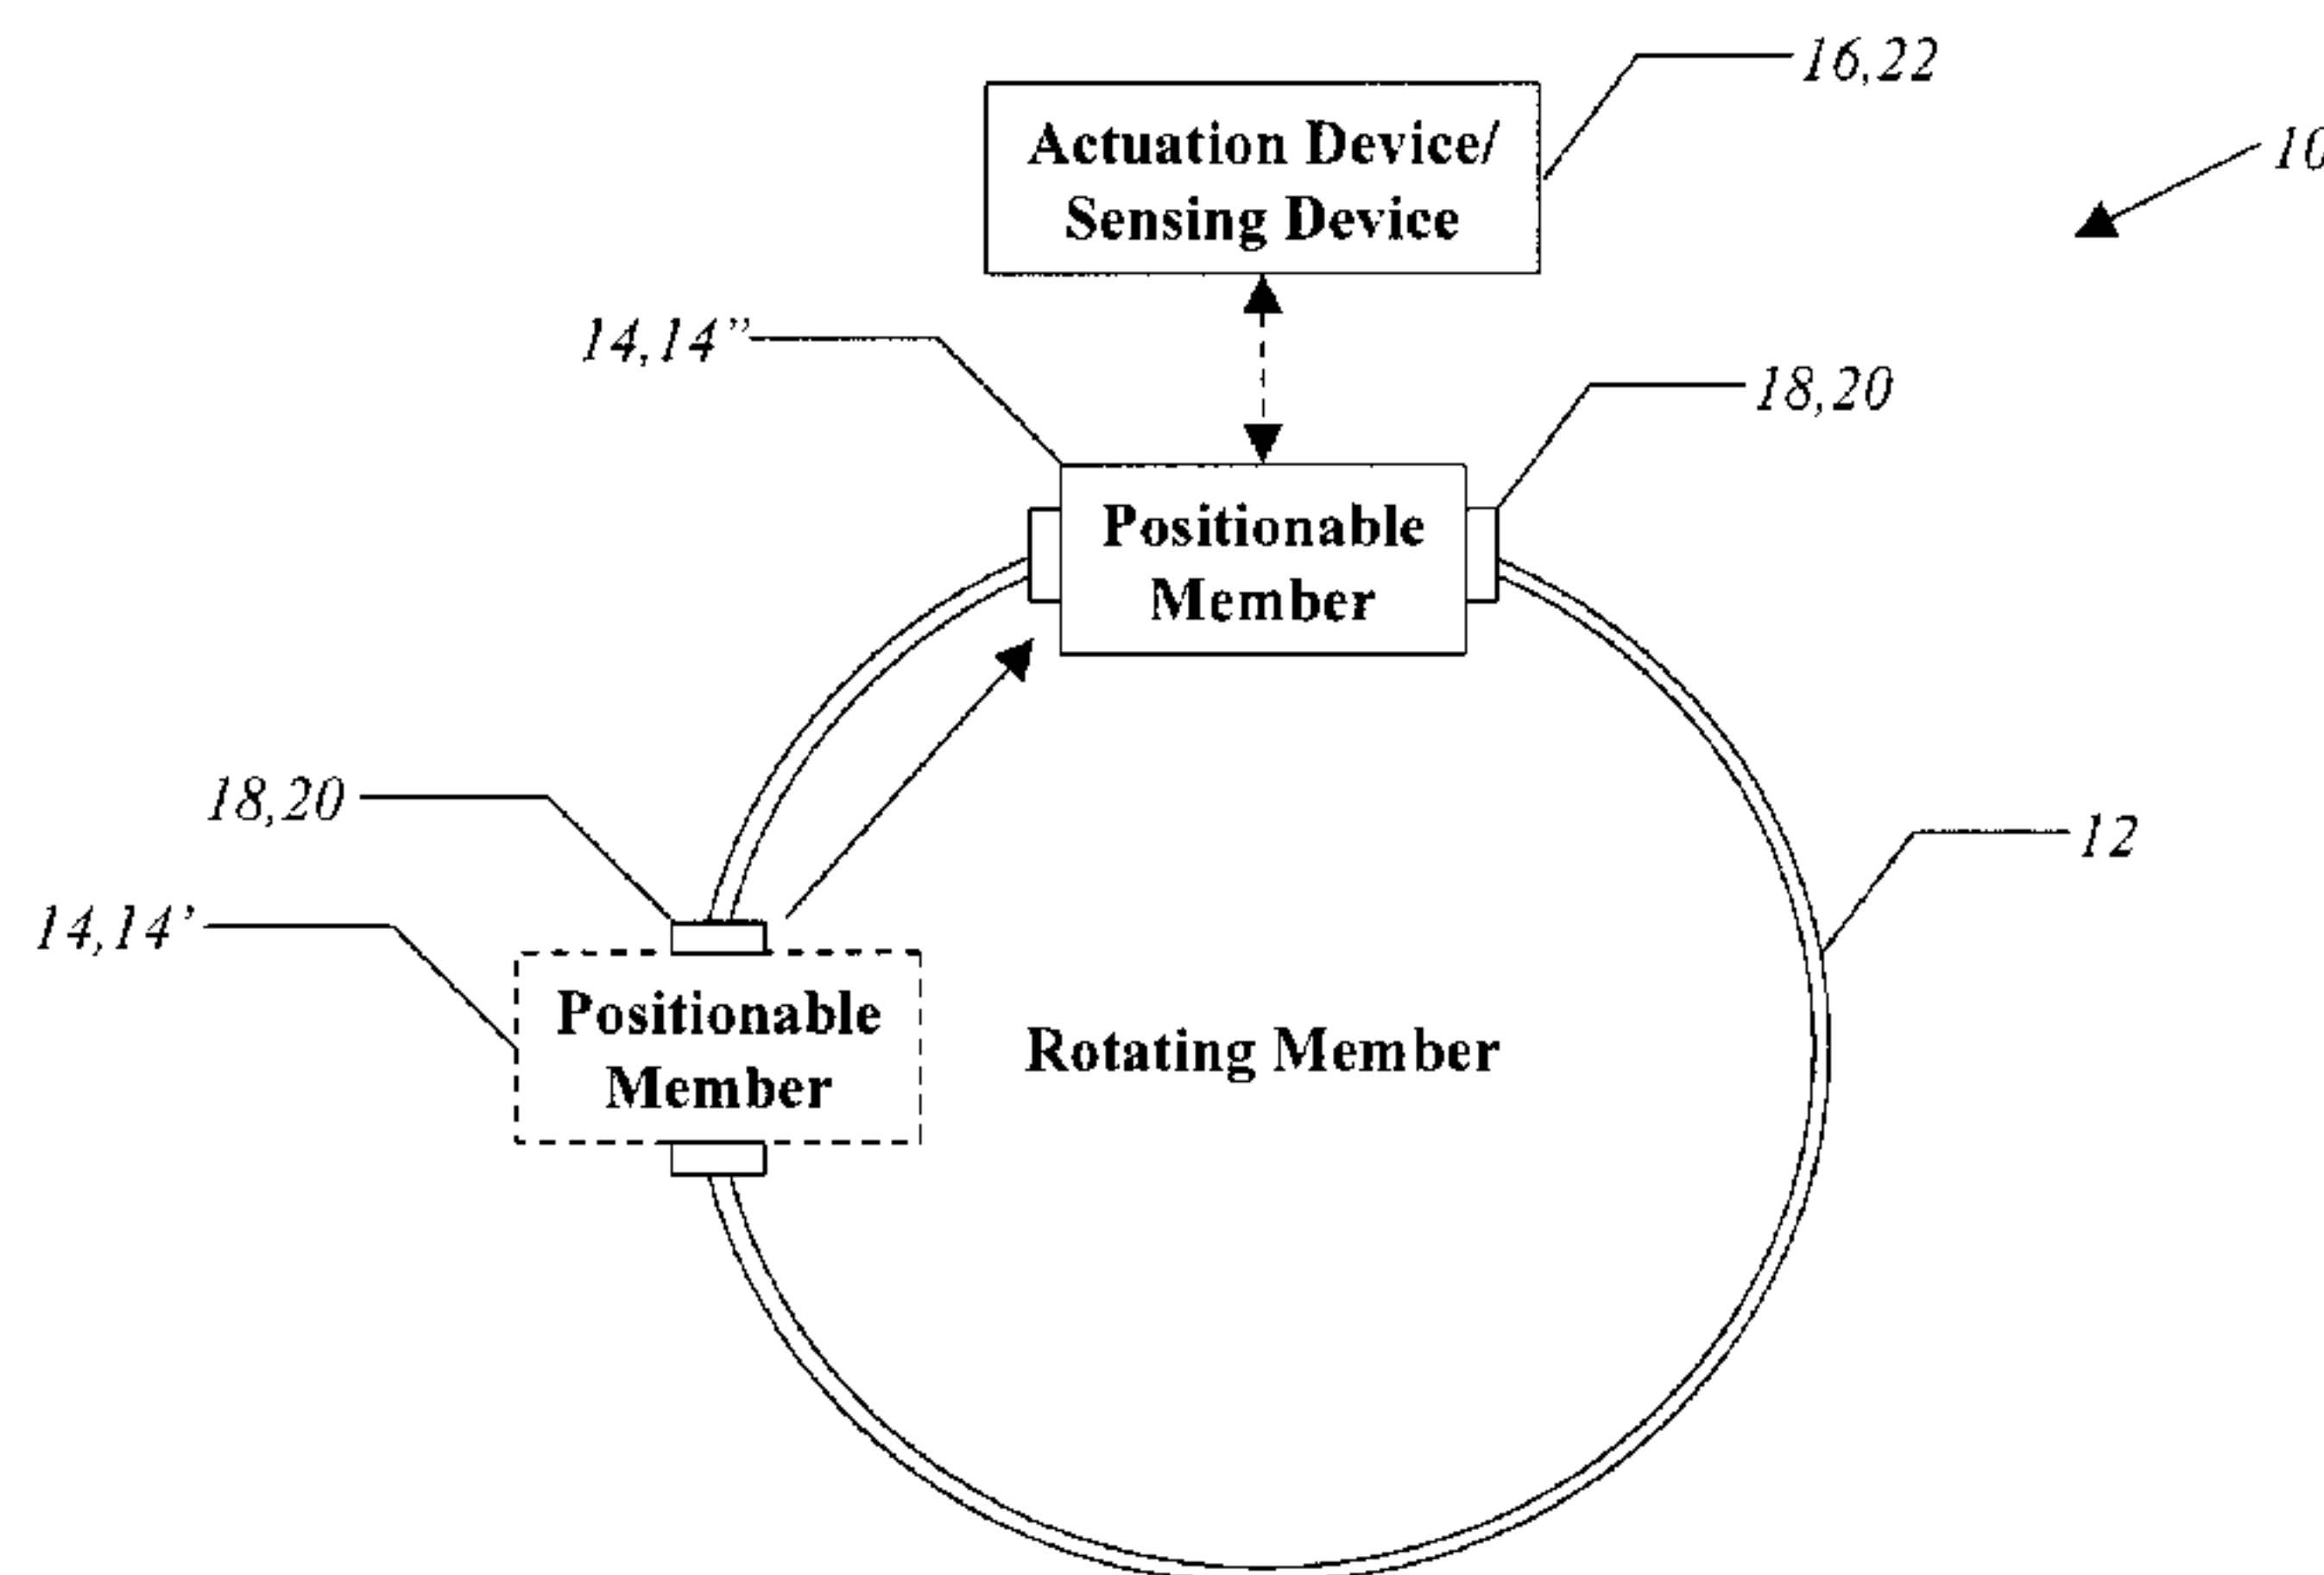 16,22
Actuation Device/
Sensing Device
10
14,14”
18,20
Positionable
Member
18,20
12
14,14’
Positionable
Member
Rotating Member